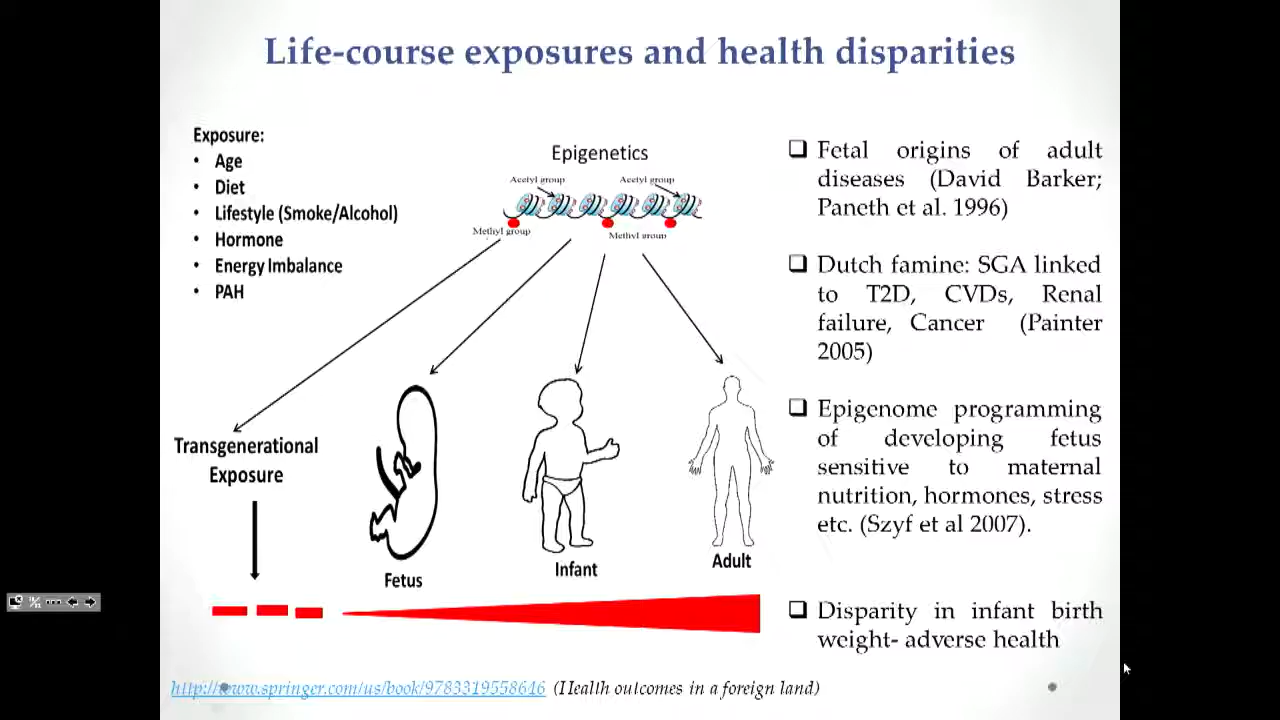 Life-course exposures and health disparities
Exposure:
• Age
• Diet
• Lifestyle (Smoke/Alcohol)
• Hormone
• Energy Imbalance
• PAH
Epigenetics
Acetyl group
Acetyl group
Methyl group
Methyl group
Transgenerational
Exposure
Fetus
Infant
Adult
Fetal origins of adult
diseases (David Barker;
Paneth et al. 1996)
Dutch famine: SGA linked
to T2D, CVDs, Renal
failure, Cancer (Painter
2005)
Epigenome programming
of developing fetus
sensitive to maternal
nutrition, hormones, stress
etc. (Szyf et al 2007).
Disparity in infant birth
weight- adverse health
http://www.springer.com/us/book/9783319558646 (Health outcomes in a foreign land)